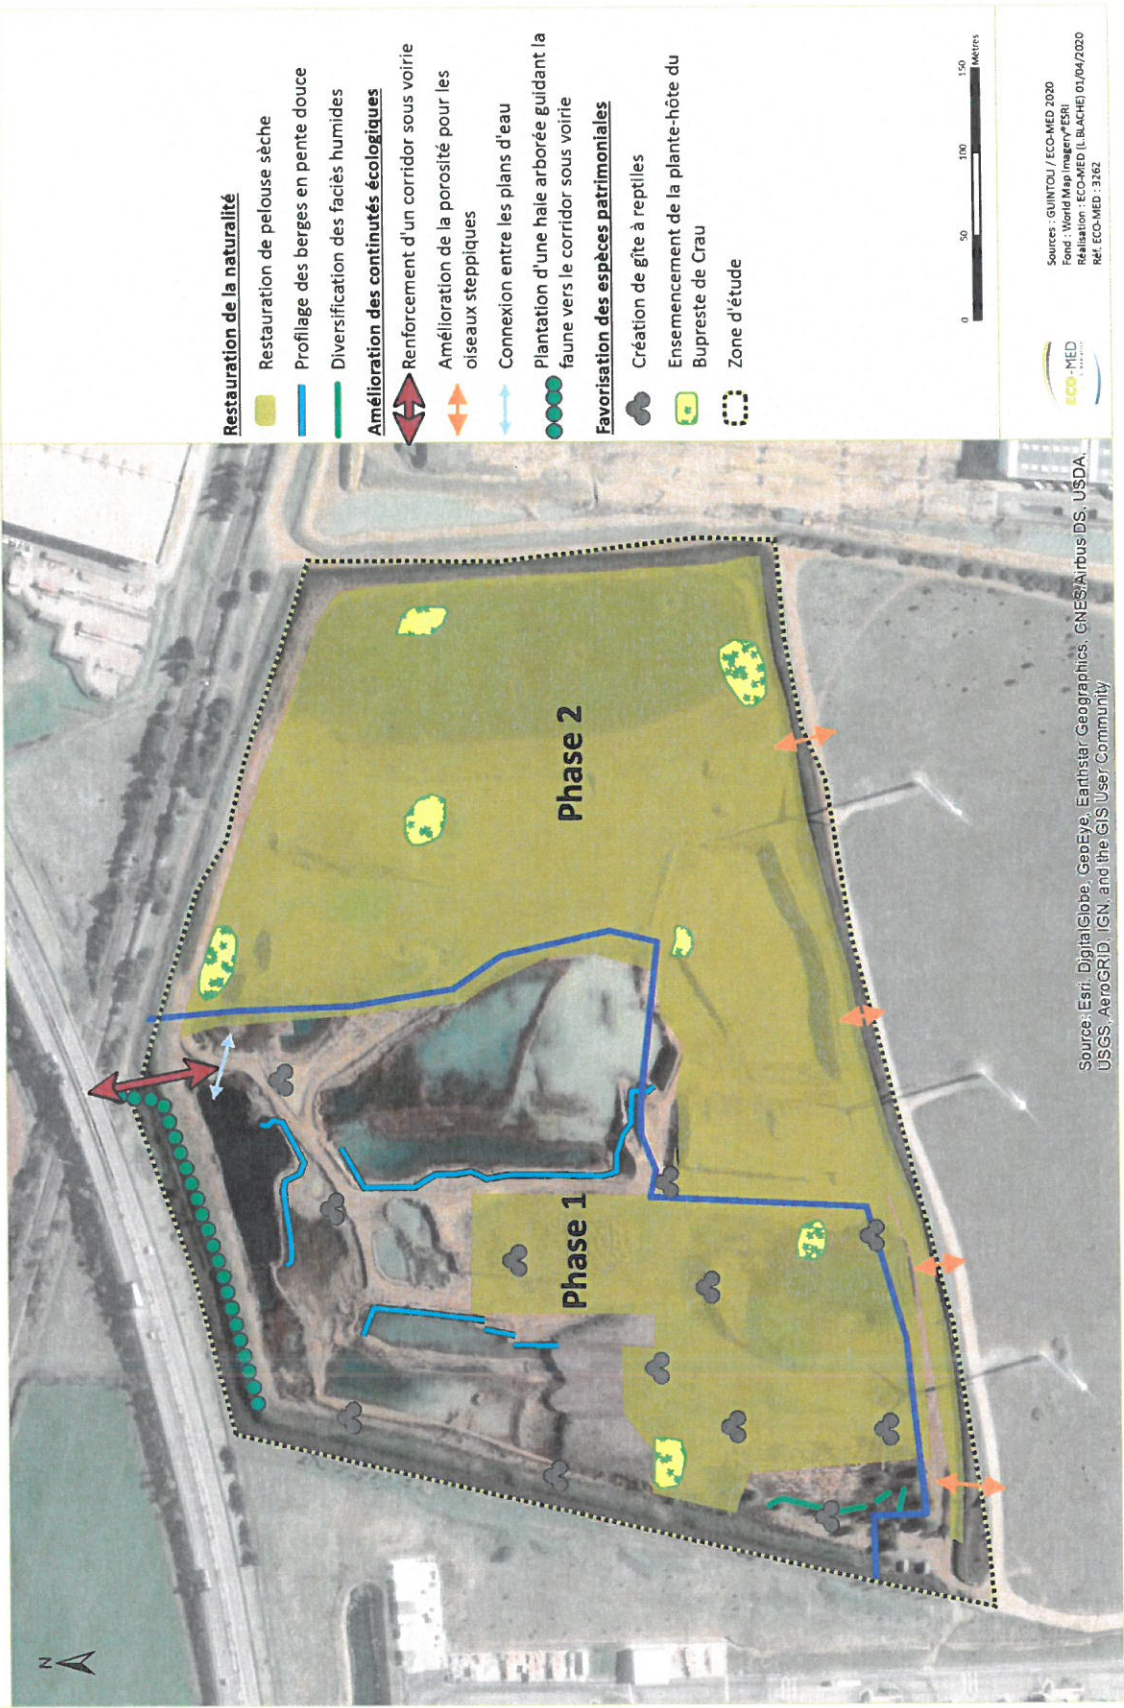 N
Phase 1
Phase 2
Restauration de la naturalité
Restauration de pelouse sèche
Profilage des berges en pente douce
Diversification des faciès humides
Amélioration des continutés écologiques
Renforcement d'un corridor sous voirie
Amélioration de la porosité pour les
oiseaux steppiques
Connexion entre les plans d'eau
Plantation d'une haie arborée guidant la
faune vers le corridor sous voirie
Favorisation des espèces patrimoniales
Création de gîte à reptiles
Ensemencement de la plante-hôte du
Bupreste de Crau
Zone d'étude
0 50 100 150
Mètres
ECO-MED
Sources : GUINTOLI / ECO-MED 2020
Fond : World Map Imagery®ESRI
Réalisation : ECO-MED (L.BLACHE) 01/04/2020
Réf. ECO-MED : 3262
Source: Esri, DigitalGlobe, GeoEye, Earthstar Geographics, CNES/Airbus DS, USDA,
USGS, AeroGRID, IGN, and the GIS User Community